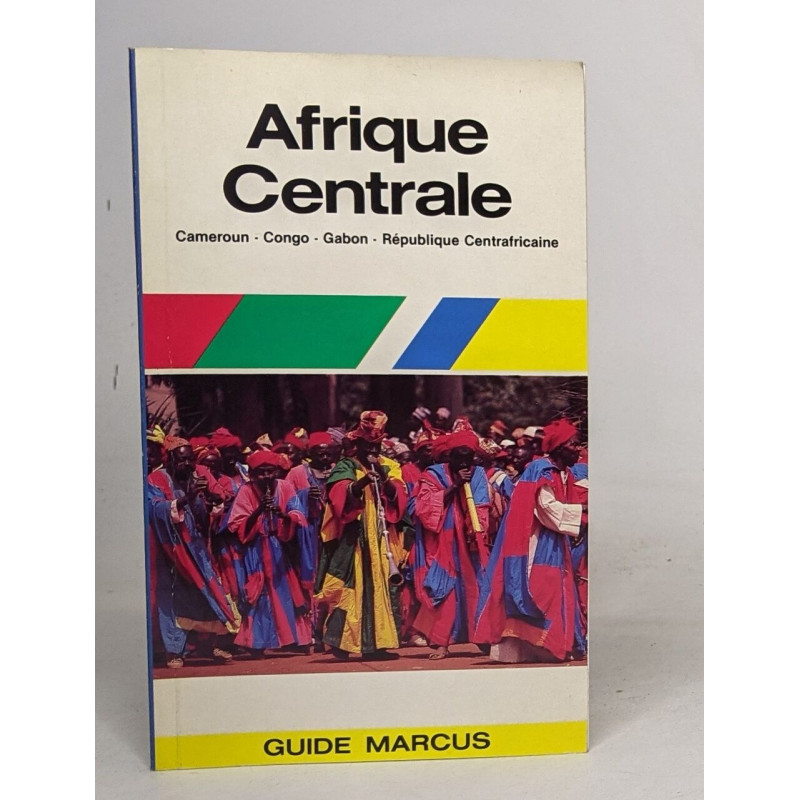 Afrique
Centrale
Cameroun - Congo - Gabon - République Centrafricaine
GUIDE MARCUS